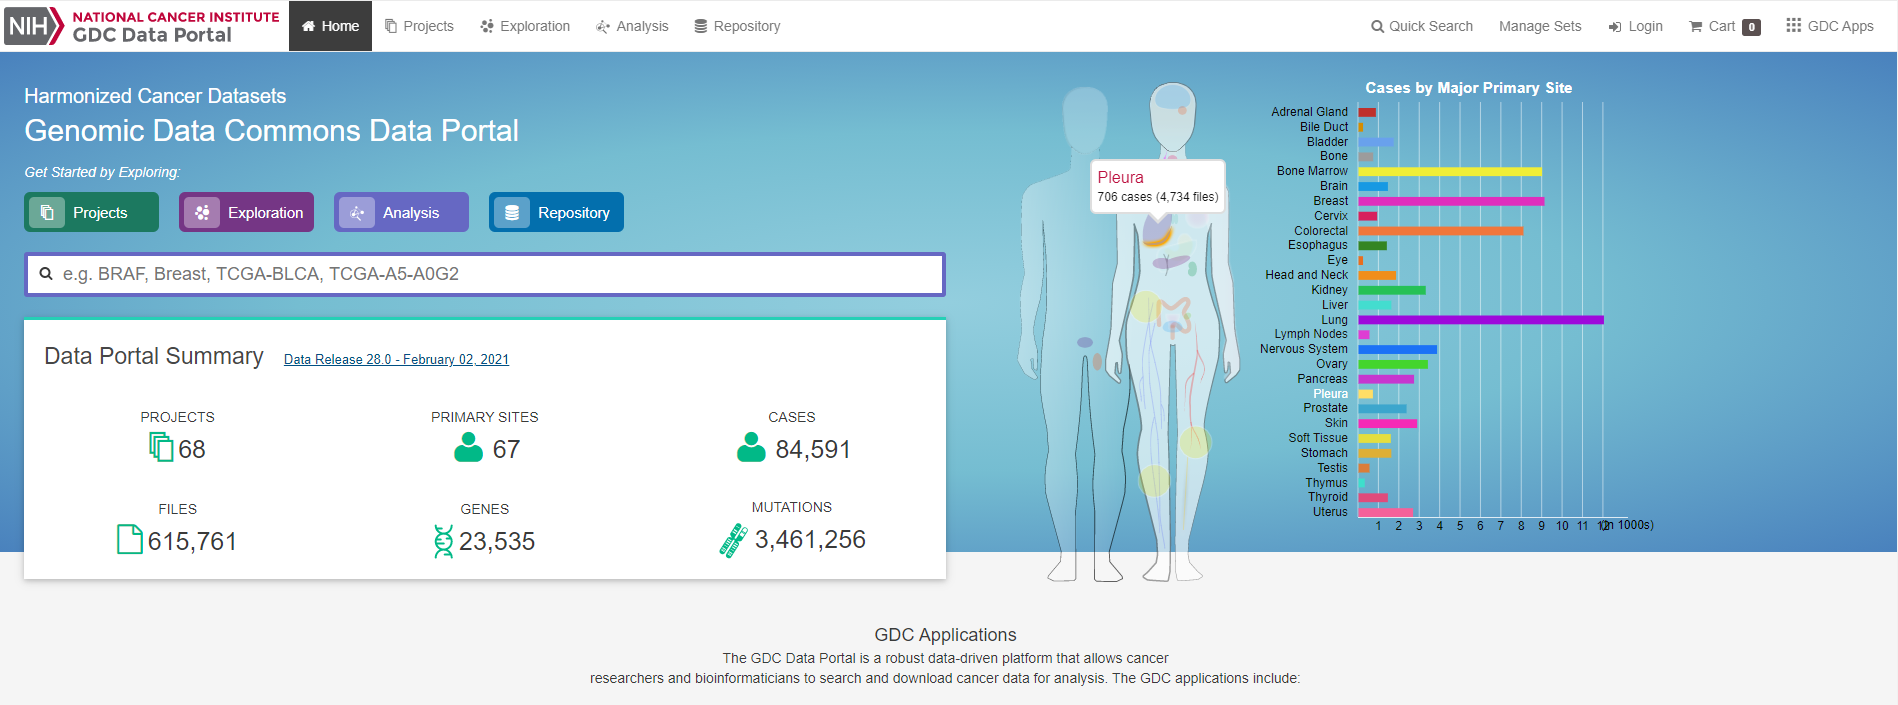 NIH NATIONAL CANCER INSTITUTE
GDC Data Portal
Home
Projects
Exploration
Analysis
Repository
Quick Search
Manage Sets
Login
Cart 0
GDC Apps
Harmonized Cancer Datasets
Genomic Data Commons Data Portal
Get Started by Exploring:
Projects
Exploration
Analysis
Repository
e.g. BRAF, Breast, TCGA-BLCA, TCGA-A5-A0G2
Data Portal Summary
Data Release 28.0 - February 02, 2021
PROJECTS
68
PRIMARY SITES
67
CASES
84,591
FILES
615,761
GENES
23,535
MUTATIONS
3,461,256
Pleura
706 cases (4,734 files)
Cases by Major Primary Site
Adrenal Gland
Bile Duct
Bladder
Bone
Bone Marrow
Brain
Breast
Cervix
Colorectal
Esophagus
Eye
Head and Neck
Kidney
Liver
Lung
Lymph Nodes
Nervous System
Ovary
Pancreas
Pleura
Prostate
Skin
Soft Tissue
Stomach
Testis
Thymus
Thyroid
Uterus
1 2 3 4 5 6 7 8 9 10 11 12 (in 1000s)
GDC Applications
The GDC Data Portal is a robust data-driven platform that allows cancer
researchers and bioinformaticians to search and download cancer data for analysis. The GDC applications include: